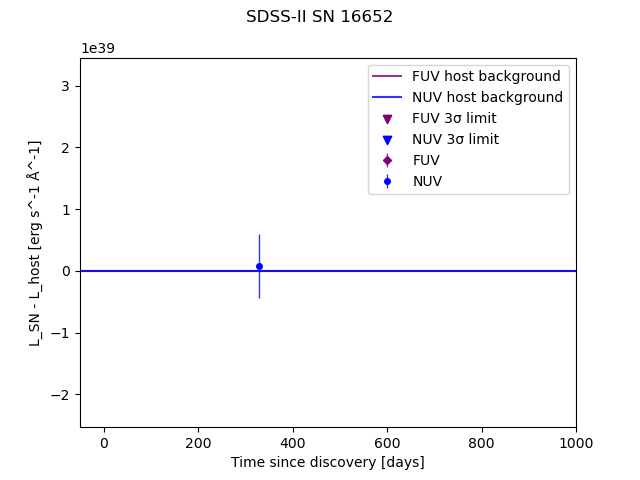 SDSS-II SN 16652
1e39
FUV host background
NUV host background
FUV 3σ limit
NUV 3σ limit
FUV
NUV
3
2
1
0
−1
−2
L_SN - L_host [erg s^-1 Å^-1]
0 200 400 600 800 1000
Time since discovery [days]